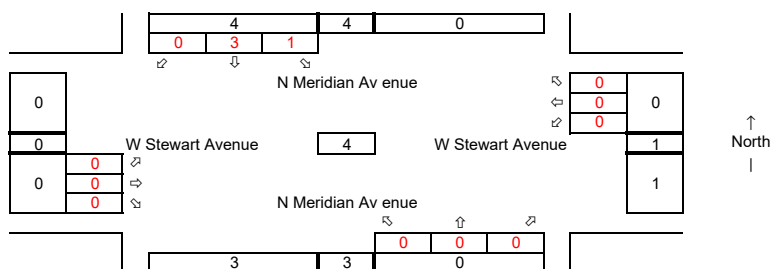 4 4 0
0 3 1
↙ ⇩ ↘
N Meridian Av enue
↖ 0
0 ⇦ 0 0
↙ 0
↑
0 W Stewart Avenue 4 W Stewart Avenue 1 North
|
0 ↗
0 0 ⇨ 1
0 ↘
N Meridian Av enue
↖ ⇧ ↗
0 0 0
3 3 0